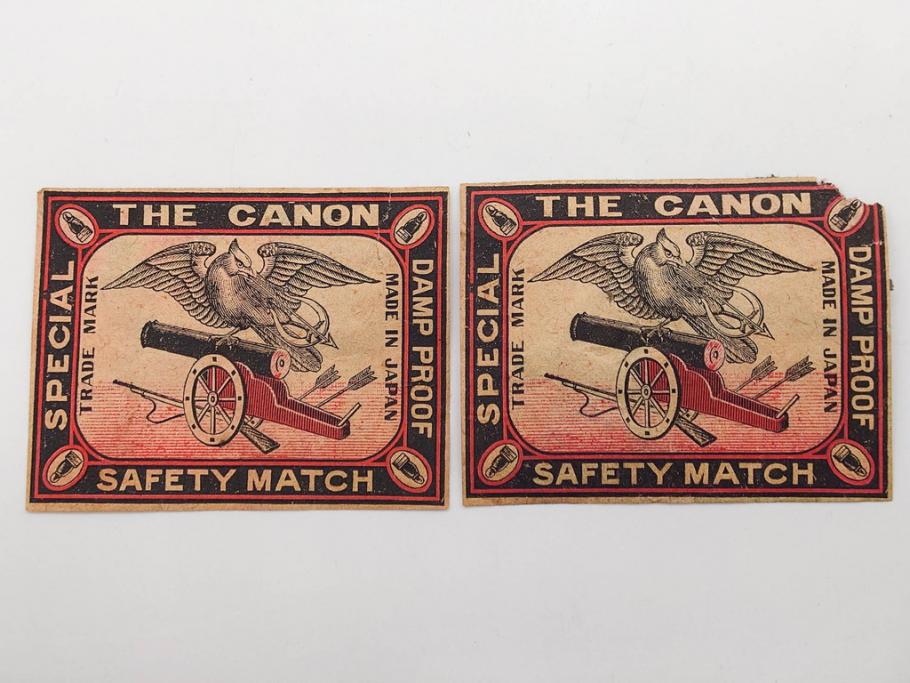 THE CANON
SPECIAL
TRADE MARK
MADE IN JAPAN
DAMP PROOF
SAFETY MATCH
THE CANON
SPECIAL
TRADE MARK
MADE IN JAPAN
DAMP PROOF
SAFETY MATCH